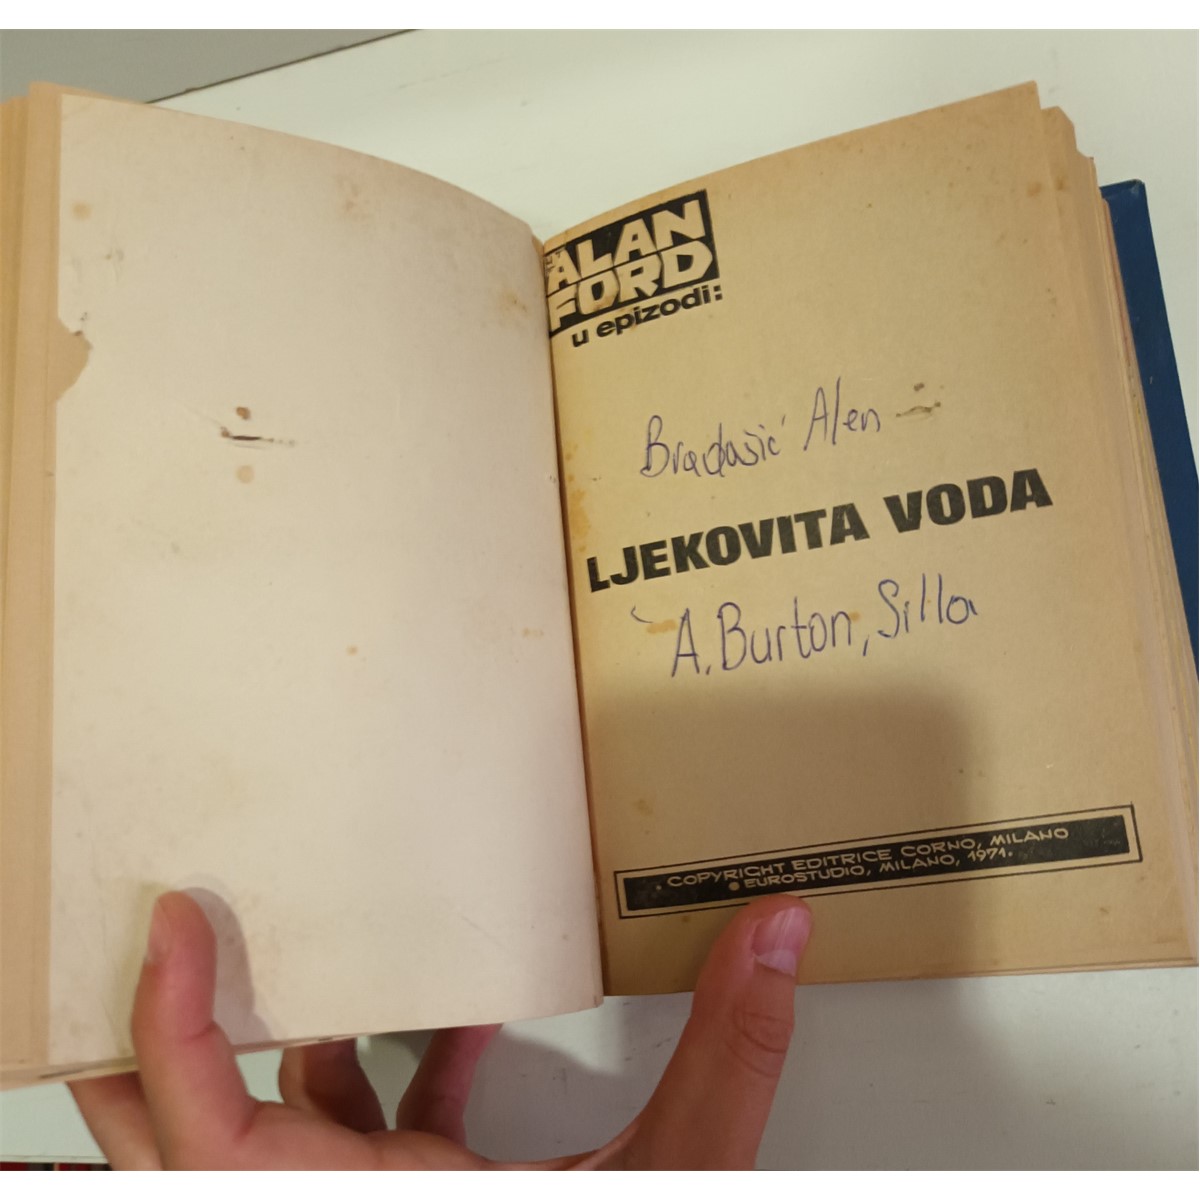 ALAN
FORD
u epizodi:
Bradašić Alen
LJEKOVITA VODA
A. Burton, Silla
COPYRIGHT EDITRICE CORNO, MILANO
EUROSTUDIO, MILANO, 1971.